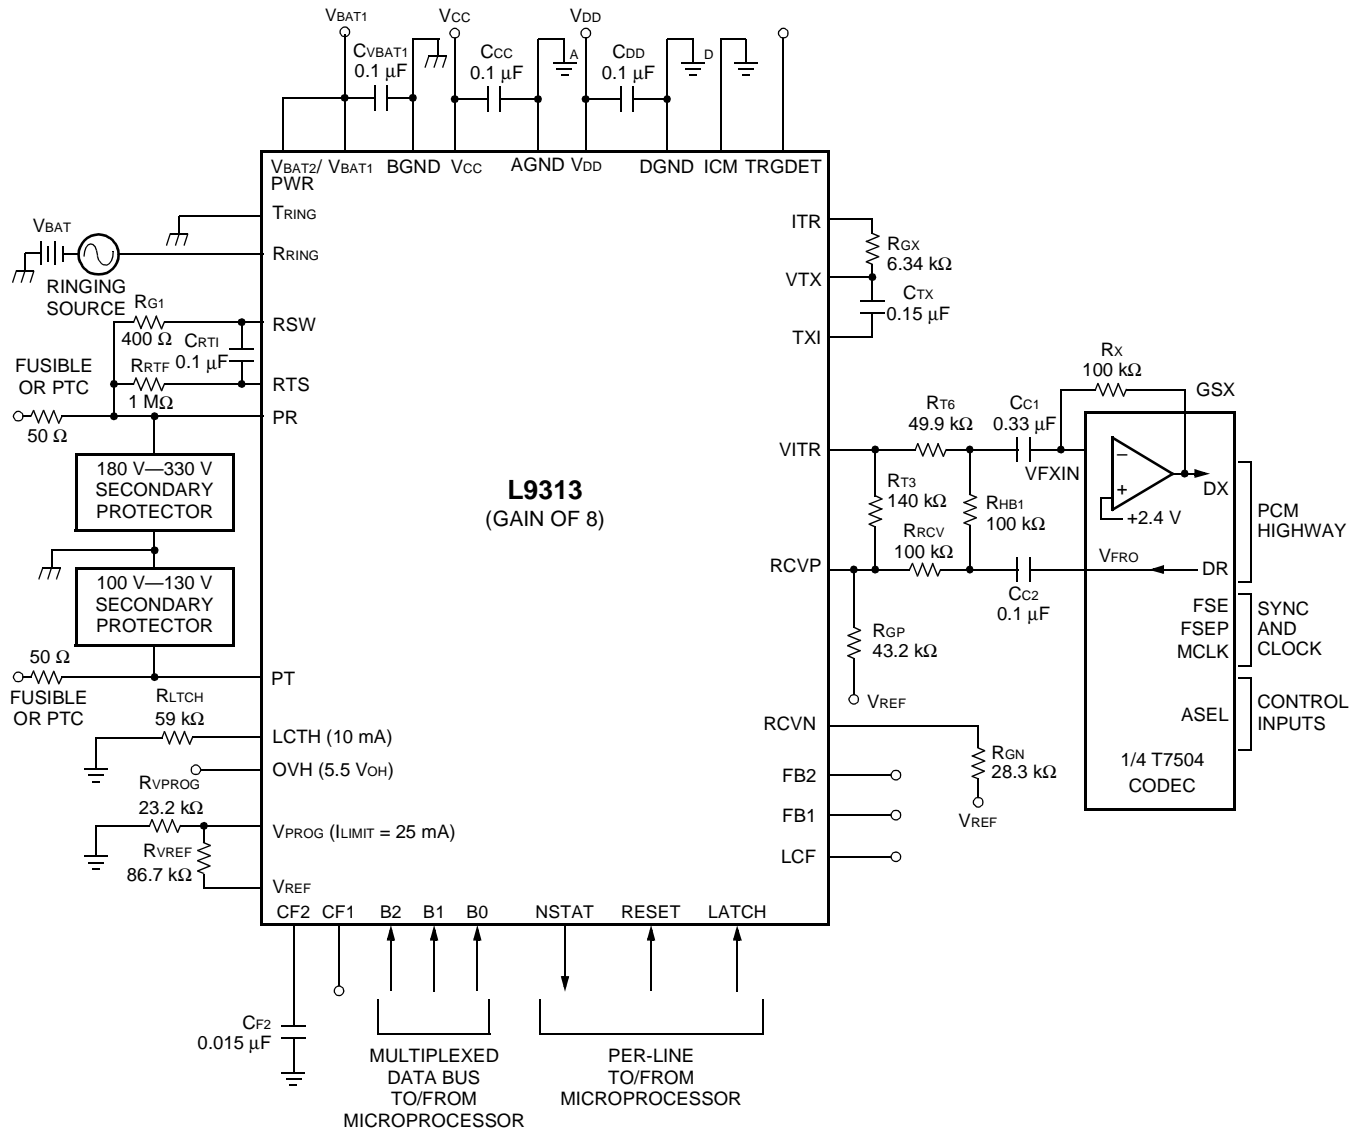 VBAT1
VCC
VDD
CVBAT1
0.1 µF
CCC
0.1 µF
A
CDD
0.1 µF
D
VBAT2/
PWR
VBAT1
BGND
VCC
AGND
VDD
DGND
ICM
TRGDET
TRING
VBAT
RRING
RINGING
SOURCE
RG1
400 Ω
RSW
CRTI
0.1 µF
RRTF
1 MΩ
RTS
FUSIBLE
OR PTC
50 Ω
PR
180 V—330 V
SECONDARY
PROTECTOR
100 V—130 V
SECONDARY
PROTECTOR
50 Ω
PT
FUSIBLE
OR PTC
RLTCH
59 kΩ
LCTH (10 mA)
OVH (5.5 VOH)
RVPROG
23.2 kΩ
VPROG (ILIMIT = 25 mA)
RVREF
86.7 kΩ
VREF
L9313
(GAIN OF 8)
ITR
RGX
6.34 kΩ
VTX
CTX
0.15 µF
TXI
RX
100 kΩ
GSX
RT6
49.9 kΩ
CC1
0.33 µF
VITR
VFXIN
–
+
+2.4 V
DX
RT3
140 kΩ
RHB1
100 kΩ
RRCV
100 kΩ
PCM
HIGHWAY
RCVP
VFRO
DR
CC2
0.1 µF
FSE
FSEP
MCLK
SYNC
AND
CLOCK
RGP
43.2 kΩ
VREF
ASEL
CONTROL
INPUTS
RCVN
RGN
28.3 kΩ
VREF
1/4 T7504
CODEC
FB2
FB1
LCF
CF2
CF1
B2
B1
B0
NSTAT
RESET
LATCH
CF2
0.015 µF
MULTIPLEXED
DATA BUS
TO/FROM
MICROPROCESSOR
PER-LINE
TO/FROM
MICROPROCESSOR